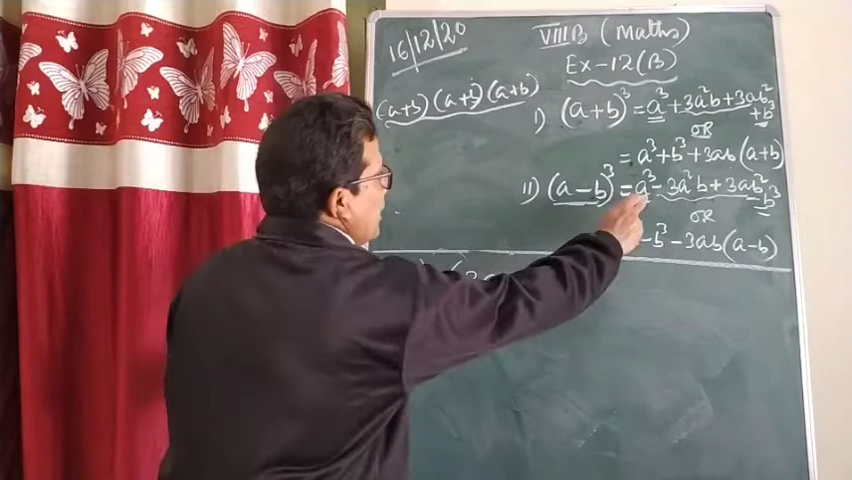 16/12/20
VIII B (Maths)
Ex-12(B)
(a+b)(a+b)(a+b)
i) (a+b)³ = a³ + 3a²b + 3ab² + b³
OR
= a³ + b³ + 3ab(a+b)
ii) (a-b)³ = a³ - 3a²b + 3ab² - b³
OR
- b³ - 3ab(a-b)